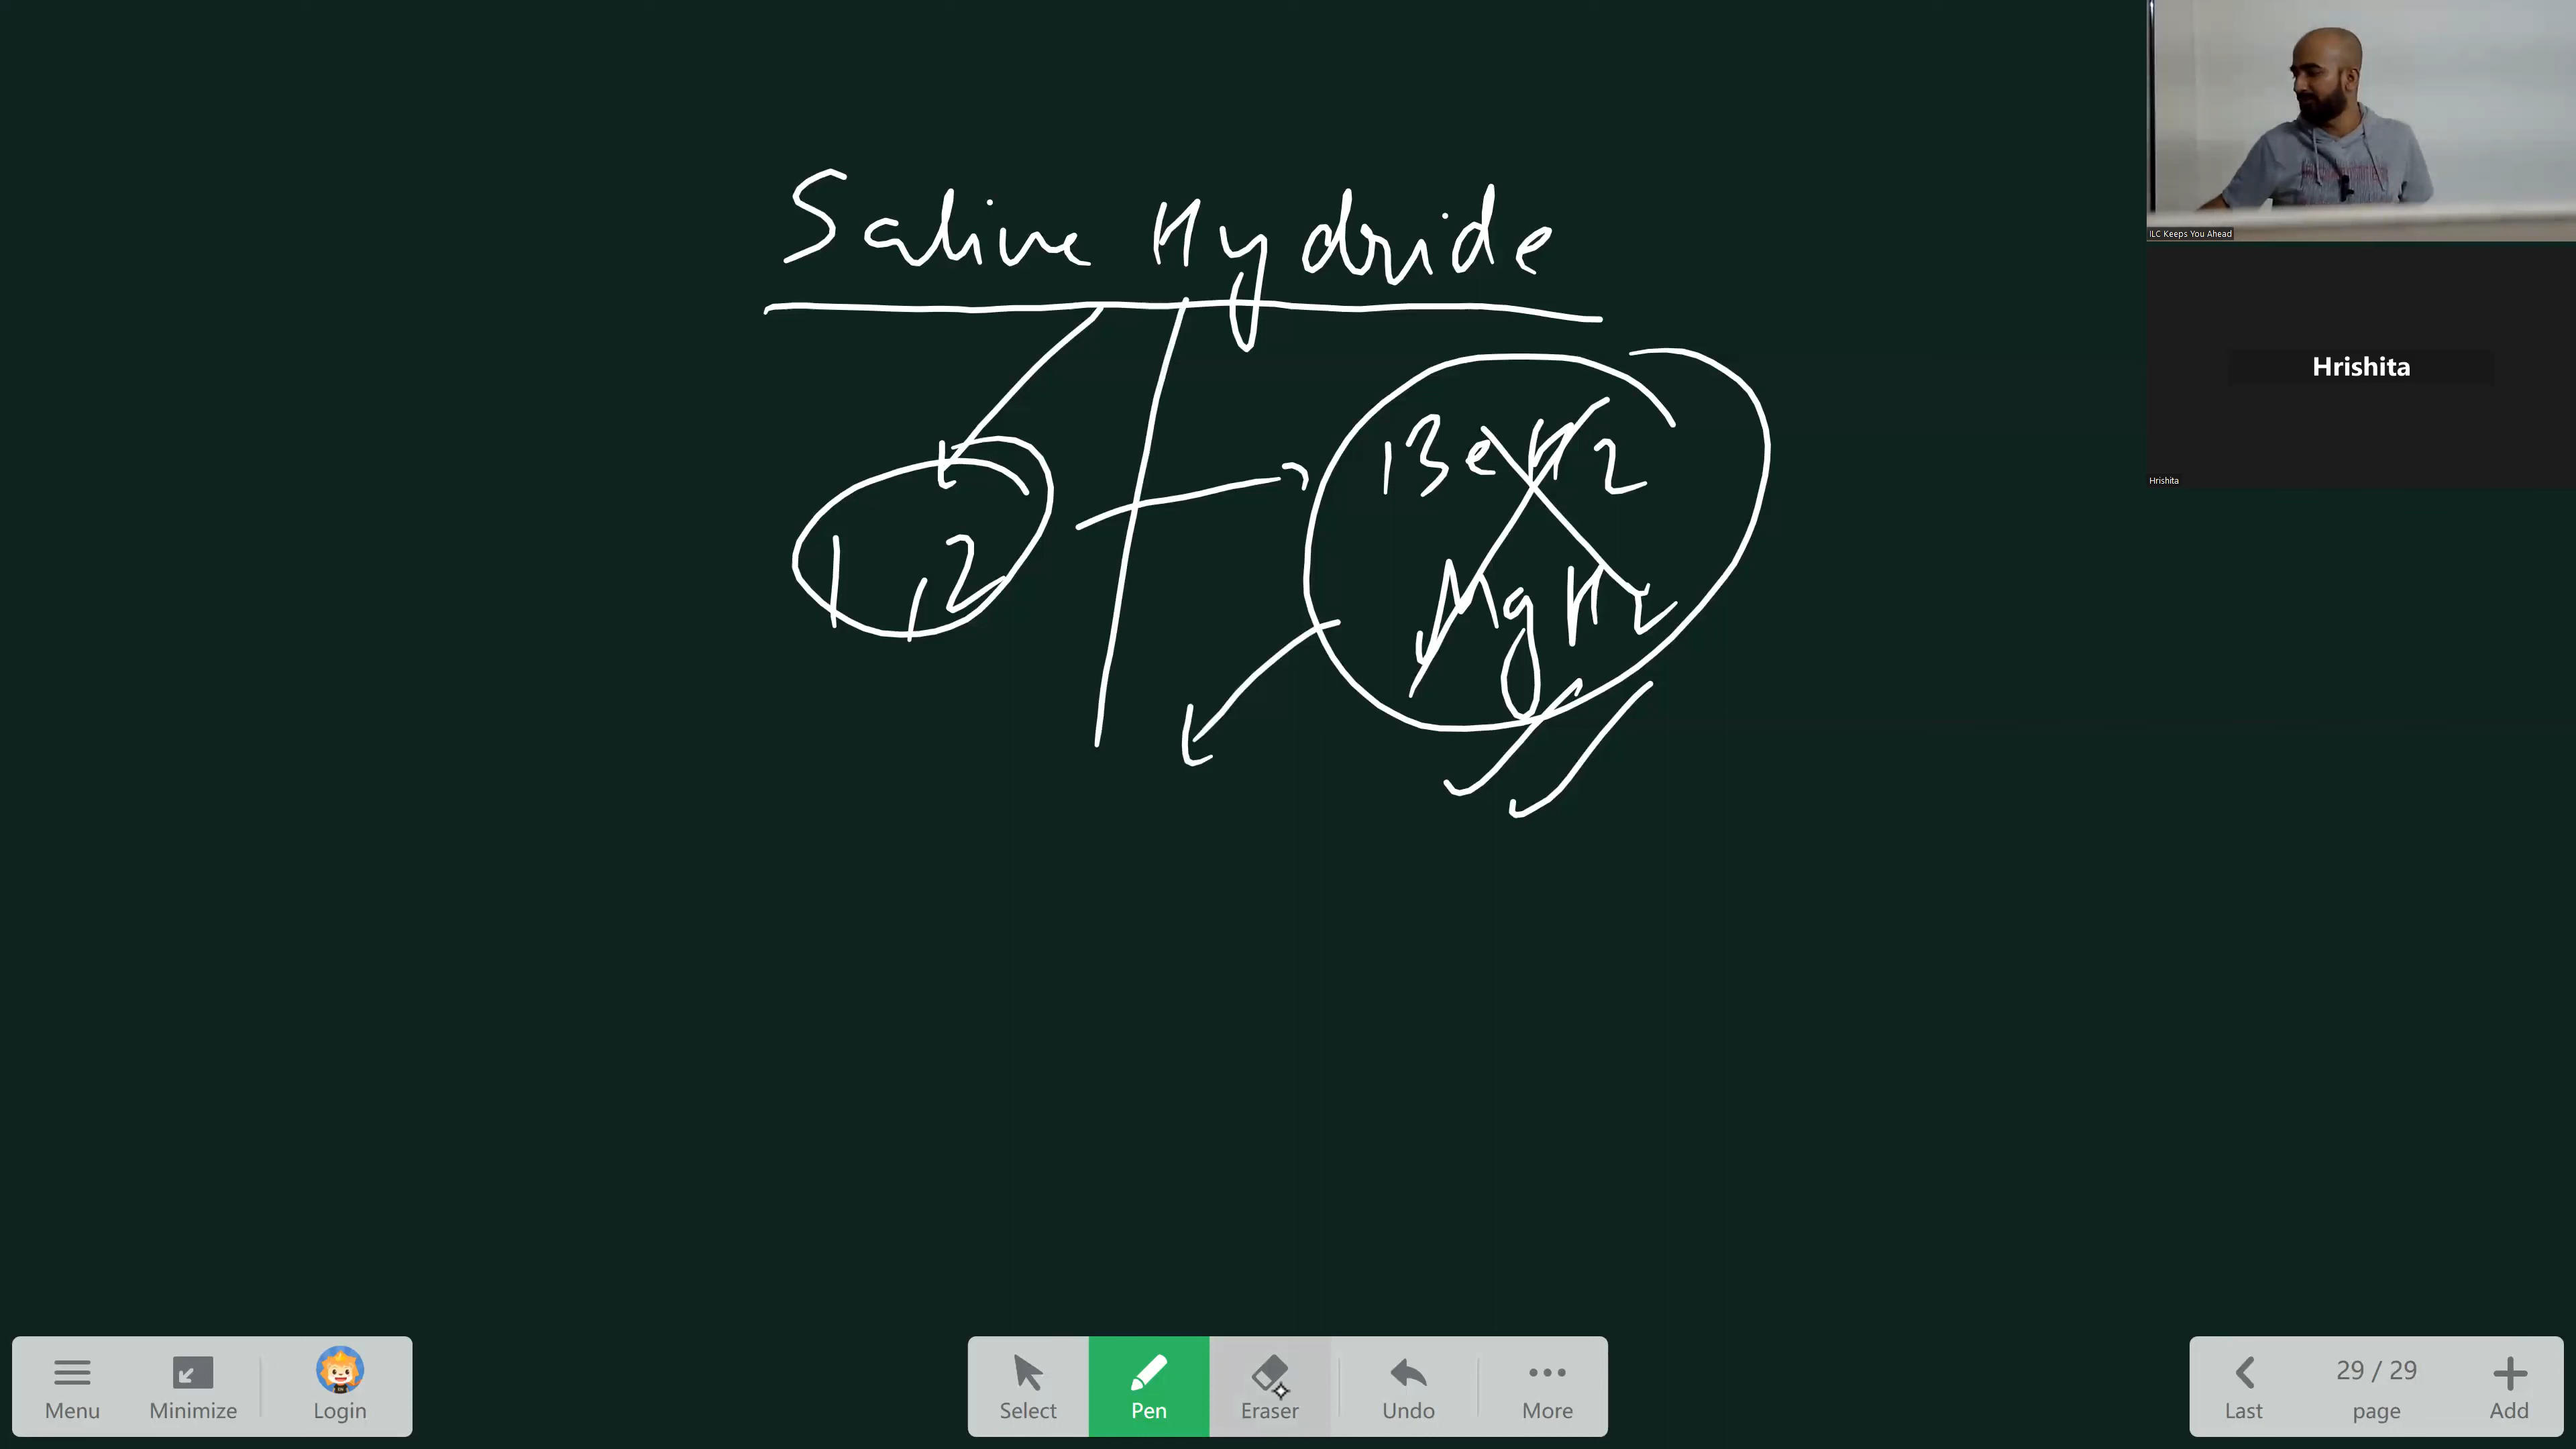 Saline Hydride
1,2
BeH2
MgH2
ILC Keeps You Ahead
Hrishita
Hrishita
Menu
Minimize
Login
Select
Pen
Eraser
Undo
More
Last
29 / 29
page
Add